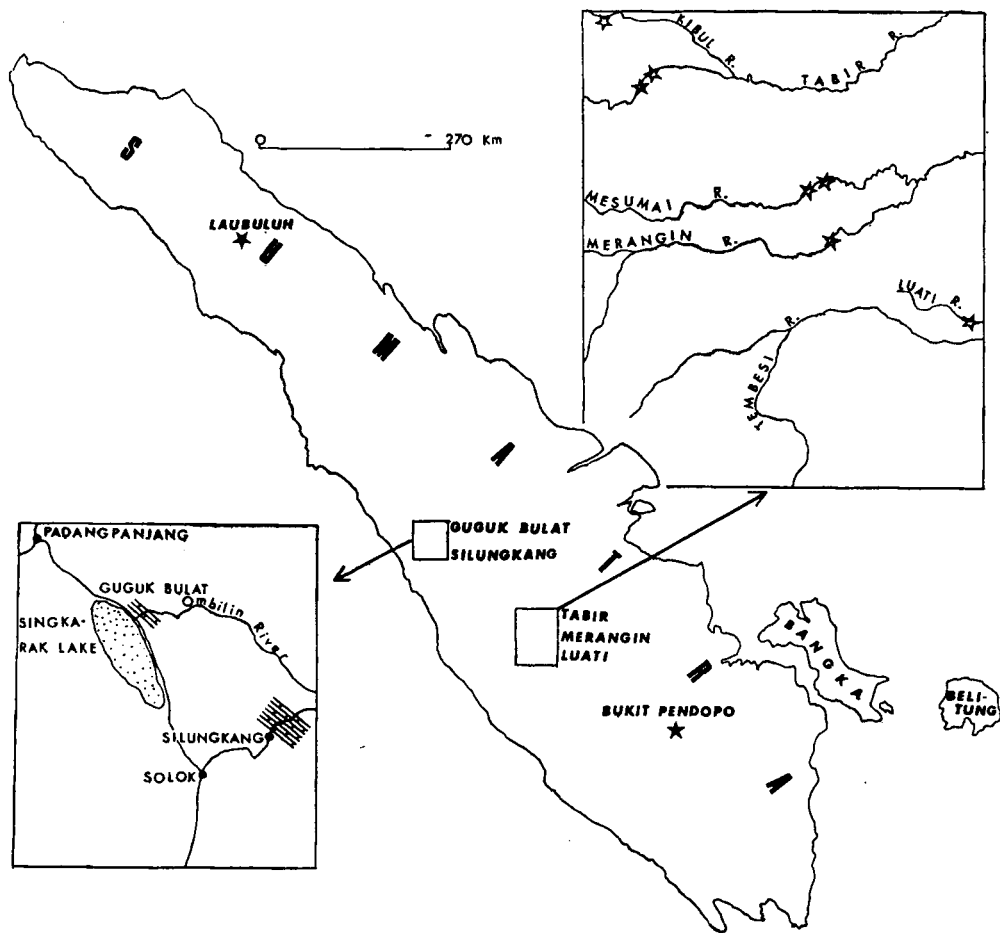 KIBUL R.
TABIR R.
MESUMAI R.
MERANGIN R.
LUATI R.
TEMBESI R.
270 Km
LAUBULUH
SUMATRA
GUGUK BULAT
SILUNGKANG
TABIR
MERANGIN
LUATI
BUKIT PENDOPO
BANGKA
BELI-
TUNG
PADANGPANJANG
GUGUK BULAT
Ombilin River
SINGKA-
RAK LAKE
SILUNGKANG
SOLOK